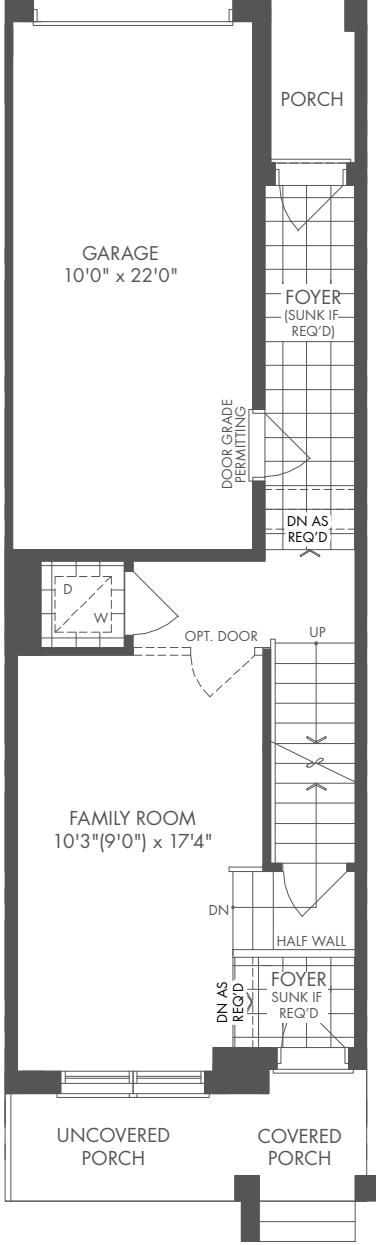 PORCH
GARAGE
10'0" x 22'0"
FOYER
(SUNK IF
REQ'D)
DOOR GRADE
PERMITTING
DN AS
REQ'D
D
W
OPT. DOOR
UP
FAMILY ROOM
10'3"(9'0") x 17'4"
DN
HALF WALL
DN AS
REQ'D
FOYER
SUNK IF
REQ'D
UNCOVERED
PORCH
COVERED
PORCH